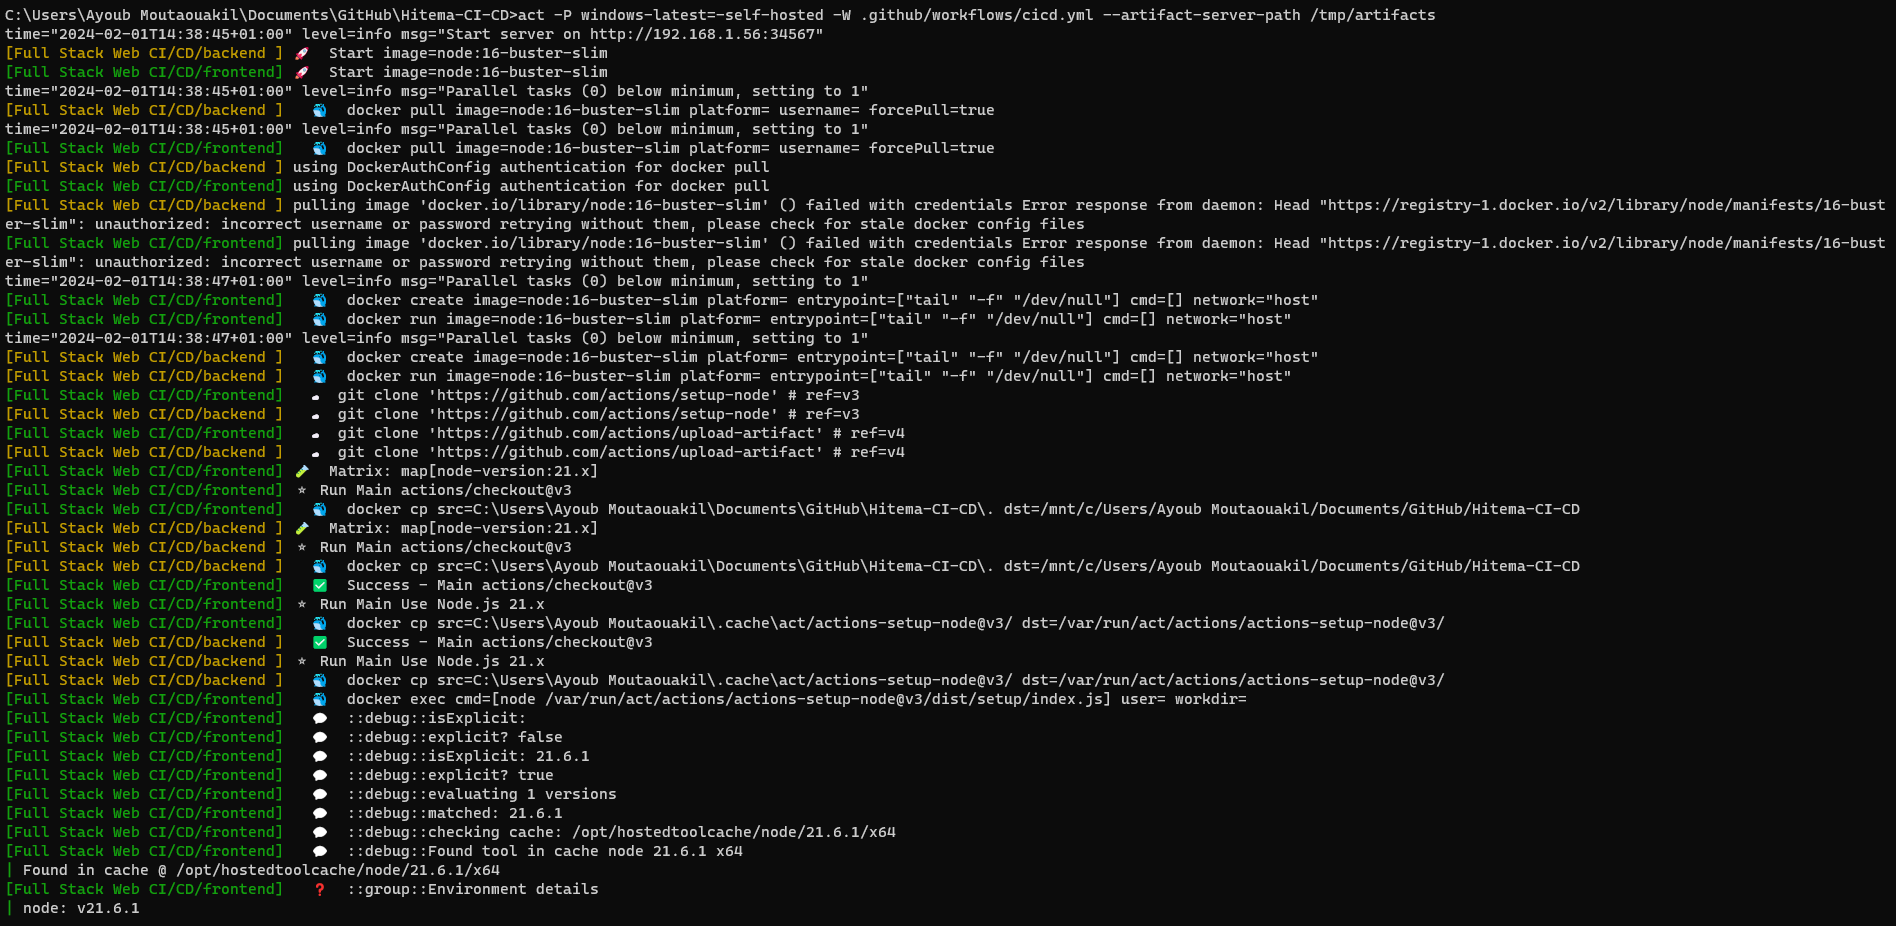 C:\Users\Ayoub Moutaouakil\Documents\GitHub\Hitema-CI-CD>act -P windows-latest=-self-hosted -W .github/workflows/cicd.yml --artifact-server-path /tmp/artifacts
time="2024-02-01T14:38:45+01:00" level=info msg="Start server on http://192.168.1.56:34567"
[Full Stack Web CI/CD/backend ] 🚀  Start image=node:16-buster-slim
[Full Stack Web CI/CD/frontend] 🚀  Start image=node:16-buster-slim
time="2024-02-01T14:38:45+01:00" level=info msg="Parallel tasks (0) below minimum, setting to 1"
[Full Stack Web CI/CD/backend ]   🐳  docker pull image=node:16-buster-slim platform= username= forcePull=true
time="2024-02-01T14:38:45+01:00" level=info msg="Parallel tasks (0) below minimum, setting to 1"
[Full Stack Web CI/CD/frontend]   🐳  docker pull image=node:16-buster-slim platform= username= forcePull=true
[Full Stack Web CI/CD/backend ] using DockerAuthConfig authentication for docker pull
[Full Stack Web CI/CD/frontend] using DockerAuthConfig authentication for docker pull
[Full Stack Web CI/CD/backend ] pulling image 'docker.io/library/node:16-buster-slim' () failed with credentials Error response from daemon: Head "https://registry-1.docker.io/v2/library/node/manifests/16-bust
er-slim": unauthorized: incorrect username or password retrying without them, please check for stale docker config files
[Full Stack Web CI/CD/frontend] pulling image 'docker.io/library/node:16-buster-slim' () failed with credentials Error response from daemon: Head "https://registry-1.docker.io/v2/library/node/manifests/16-bust
er-slim": unauthorized: incorrect username or password retrying without them, please check for stale docker config files
time="2024-02-01T14:38:47+01:00" level=info msg="Parallel tasks (0) below minimum, setting to 1"
[Full Stack Web CI/CD/frontend]   🐳  docker create image=node:16-buster-slim platform= entrypoint=["tail" "-f" "/dev/null"] cmd=[] network="host"
[Full Stack Web CI/CD/frontend]   🐳  docker run image=node:16-buster-slim platform= entrypoint=["tail" "-f" "/dev/null"] cmd=[] network="host"
time="2024-02-01T14:38:47+01:00" level=info msg="Parallel tasks (0) below minimum, setting to 1"
[Full Stack Web CI/CD/backend ]   🐳  docker create image=node:16-buster-slim platform= entrypoint=["tail" "-f" "/dev/null"] cmd=[] network="host"
[Full Stack Web CI/CD/backend ]   🐳  docker run image=node:16-buster-slim platform= entrypoint=["tail" "-f" "/dev/null"] cmd=[] network="host"
[Full Stack Web CI/CD/frontend]   ☁  git clone 'https://github.com/actions/setup-node' # ref=v3
[Full Stack Web CI/CD/backend ]   ☁  git clone 'https://github.com/actions/setup-node' # ref=v3
[Full Stack Web CI/CD/frontend]   ☁  git clone 'https://github.com/actions/upload-artifact' # ref=v4
[Full Stack Web CI/CD/backend ]   ☁  git clone 'https://github.com/actions/upload-artifact' # ref=v4
[Full Stack Web CI/CD/frontend] 🧪  Matrix: map[node-version:21.x]
[Full Stack Web CI/CD/frontend] ⭐ Run Main actions/checkout@v3
[Full Stack Web CI/CD/frontend]   🐳  docker cp src=C:\Users\Ayoub Moutaouakil\Documents\GitHub\Hitema-CI-CD\. dst=/mnt/c/Users/Ayoub Moutaouakil/Documents/GitHub/Hitema-CI-CD
[Full Stack Web CI/CD/backend ] 🧪  Matrix: map[node-version:21.x]
[Full Stack Web CI/CD/backend ] ⭐ Run Main actions/checkout@v3
[Full Stack Web CI/CD/backend ]   🐳  docker cp src=C:\Users\Ayoub Moutaouakil\Documents\GitHub\Hitema-CI-CD\. dst=/mnt/c/Users/Ayoub Moutaouakil/Documents/GitHub/Hitema-CI-CD
[Full Stack Web CI/CD/frontend]   ✅  Success - Main actions/checkout@v3
[Full Stack Web CI/CD/frontend] ⭐ Run Main Use Node.js 21.x
[Full Stack Web CI/CD/frontend]   🐳  docker cp src=C:\Users\Ayoub Moutaouakil\.cache\act/actions-setup-node@v3/ dst=/var/run/act/actions/actions-setup-node@v3/
[Full Stack Web CI/CD/backend ]   ✅  Success - Main actions/checkout@v3
[Full Stack Web CI/CD/backend ] ⭐ Run Main Use Node.js 21.x
[Full Stack Web CI/CD/backend ]   🐳  docker cp src=C:\Users\Ayoub Moutaouakil\.cache\act/actions-setup-node@v3/ dst=/var/run/act/actions/actions-setup-node@v3/
[Full Stack Web CI/CD/frontend]   🐳  docker exec cmd=[node /var/run/act/actions/actions-setup-node@v3/dist/setup/index.js] user= workdir=
[Full Stack Web CI/CD/frontend]   💬  ::debug::isExplicit:
[Full Stack Web CI/CD/frontend]   💬  ::debug::explicit? false
[Full Stack Web CI/CD/frontend]   💬  ::debug::isExplicit: 21.6.1
[Full Stack Web CI/CD/frontend]   💬  ::debug::explicit? true
[Full Stack Web CI/CD/frontend]   💬  ::debug::evaluating 1 versions
[Full Stack Web CI/CD/frontend]   💬  ::debug::matched: 21.6.1
[Full Stack Web CI/CD/frontend]   💬  ::debug::checking cache: /opt/hostedtoolcache/node/21.6.1/x64
[Full Stack Web CI/CD/frontend]   💬  ::debug::Found tool in cache node 21.6.1 x64
| Found in cache @ /opt/hostedtoolcache/node/21.6.1/x64
[Full Stack Web CI/CD/frontend]   ❓  ::group::Environment details
| node: v21.6.1